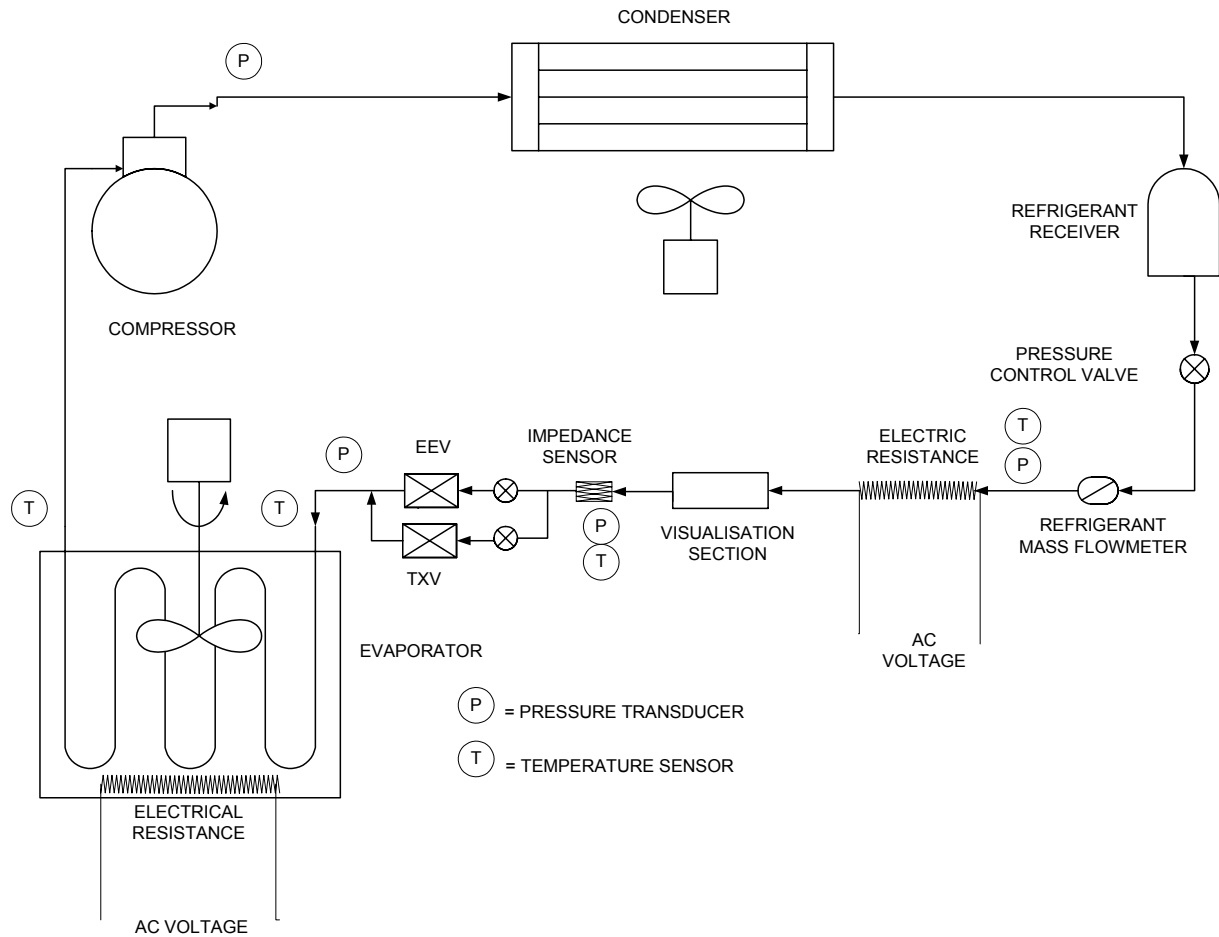 CONDENSER
P
COMPRESSOR
REFRIGERANT
RECEIVER
PRESSURE
CONTROL VALVE
T
P
ELECTRIC
RESISTANCE
REFRIGERANT
MASS FLOWMETER
AC
VOLTAGE
VISUALISATION
SECTION
IMPEDANCE
SENSOR
P
T
EEV
TXV
P
T
T
EVAPORATOR
P = PRESSURE TRANSDUCER
T = TEMPERATURE SENSOR
ELECTRICAL
RESISTANCE
AC VOLTAGE